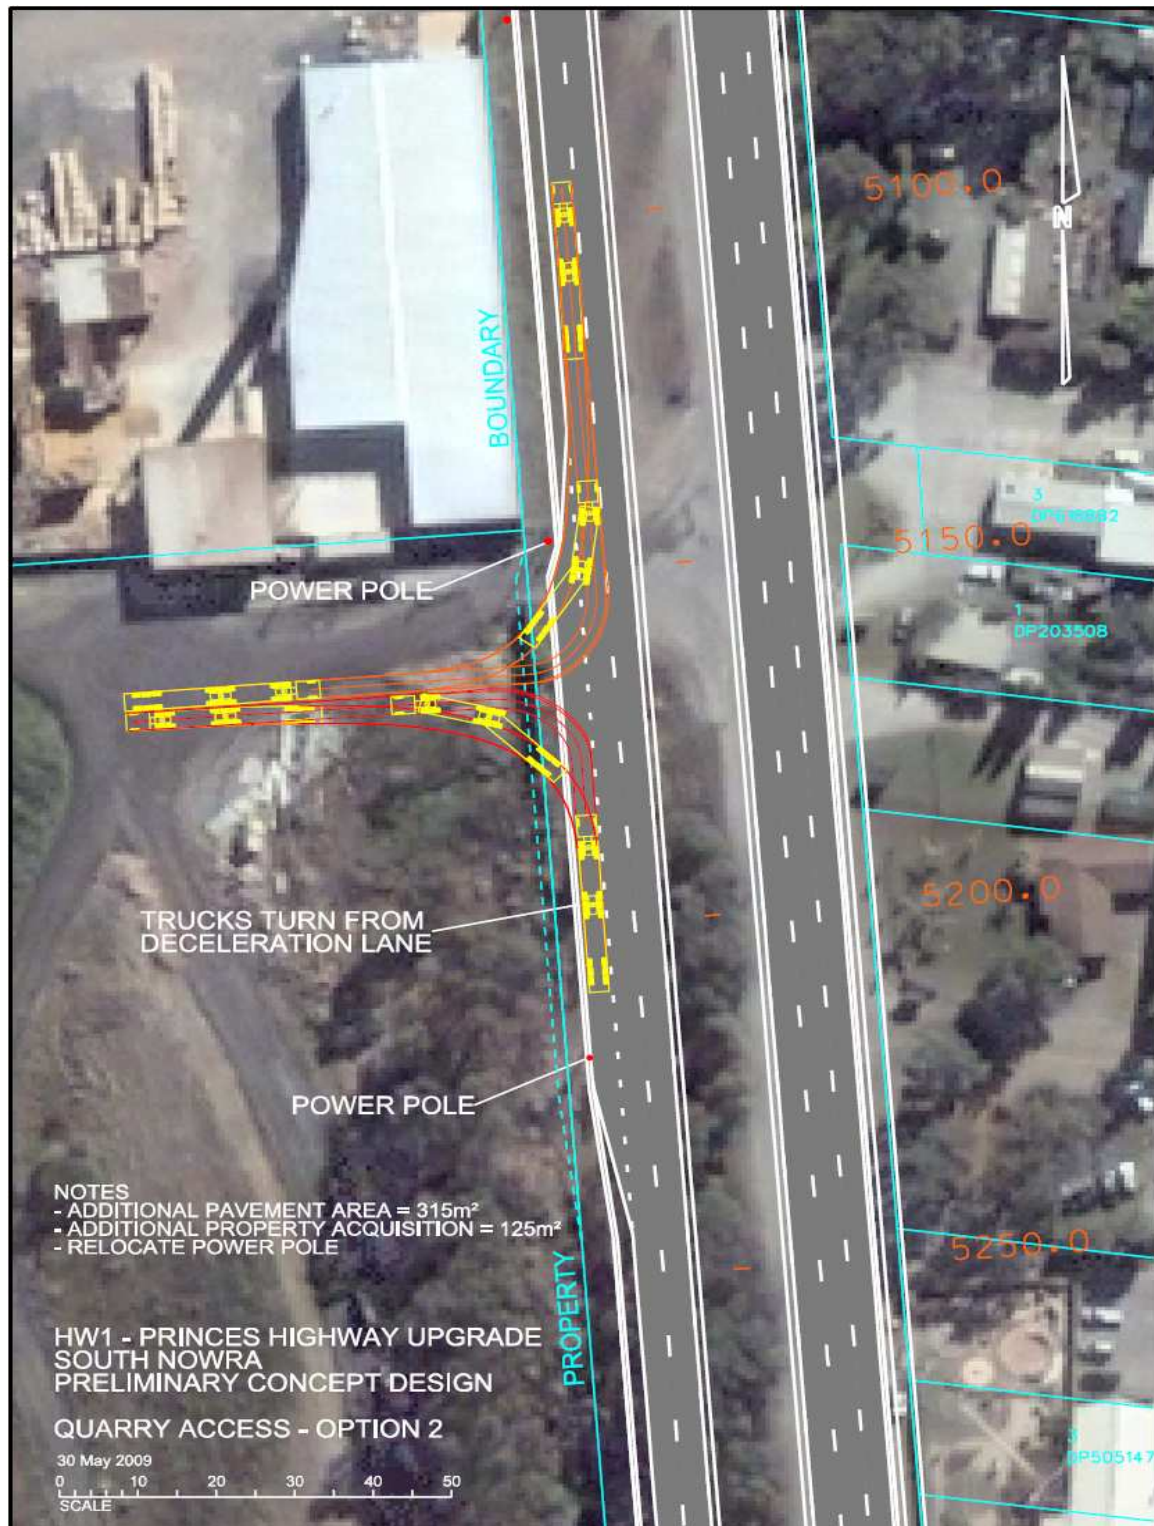 N
5100.0
BOUNDARY
3
DP618882
5150.0
POWER POLE
1
DP203508
5200.0
TRUCKS TURN FROM
DECELERATION LANE
POWER POLE
NOTES
- ADDITIONAL PAVEMENT AREA = 315m²
- ADDITIONAL PROPERTY ACQUISITION = 125m²
- RELOCATE POWER POLE
5250.0
PROPERTY
HW1 - PRINCES HIGHWAY UPGRADE
SOUTH NOWRA
PRELIMINARY CONCEPT DESIGN
QUARRY ACCESS - OPTION 2
30 May 2009
0 10 20 30 40 50
SCALE
3
DP505147